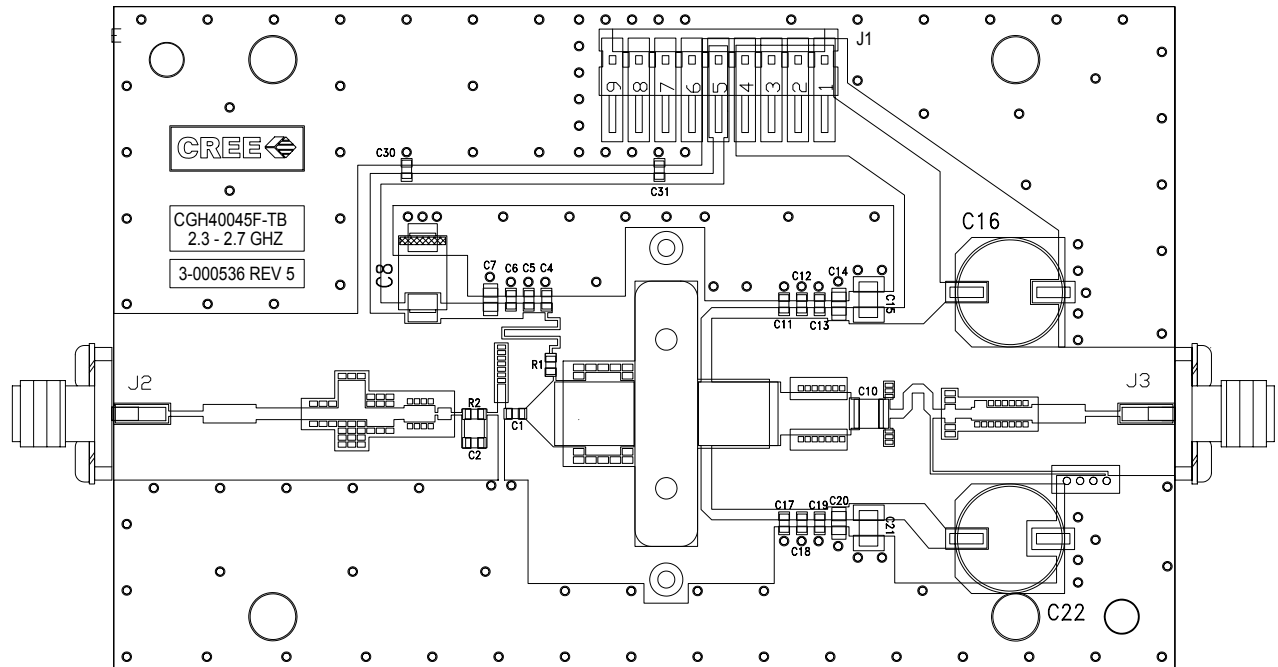 E
J1
9 8 7 6 5 4 3 2 1
CREE
C30
C31
CGH40045F-TB
2.3 - 2.7 GHZ
3-000536 REV 5
C16
C8
C7
C6
C5
C4
C12
C14
C11
C13
C15
R1
J2
J3
R2
C1
C2
C10
C17
C19
C20
C18
C21
C22